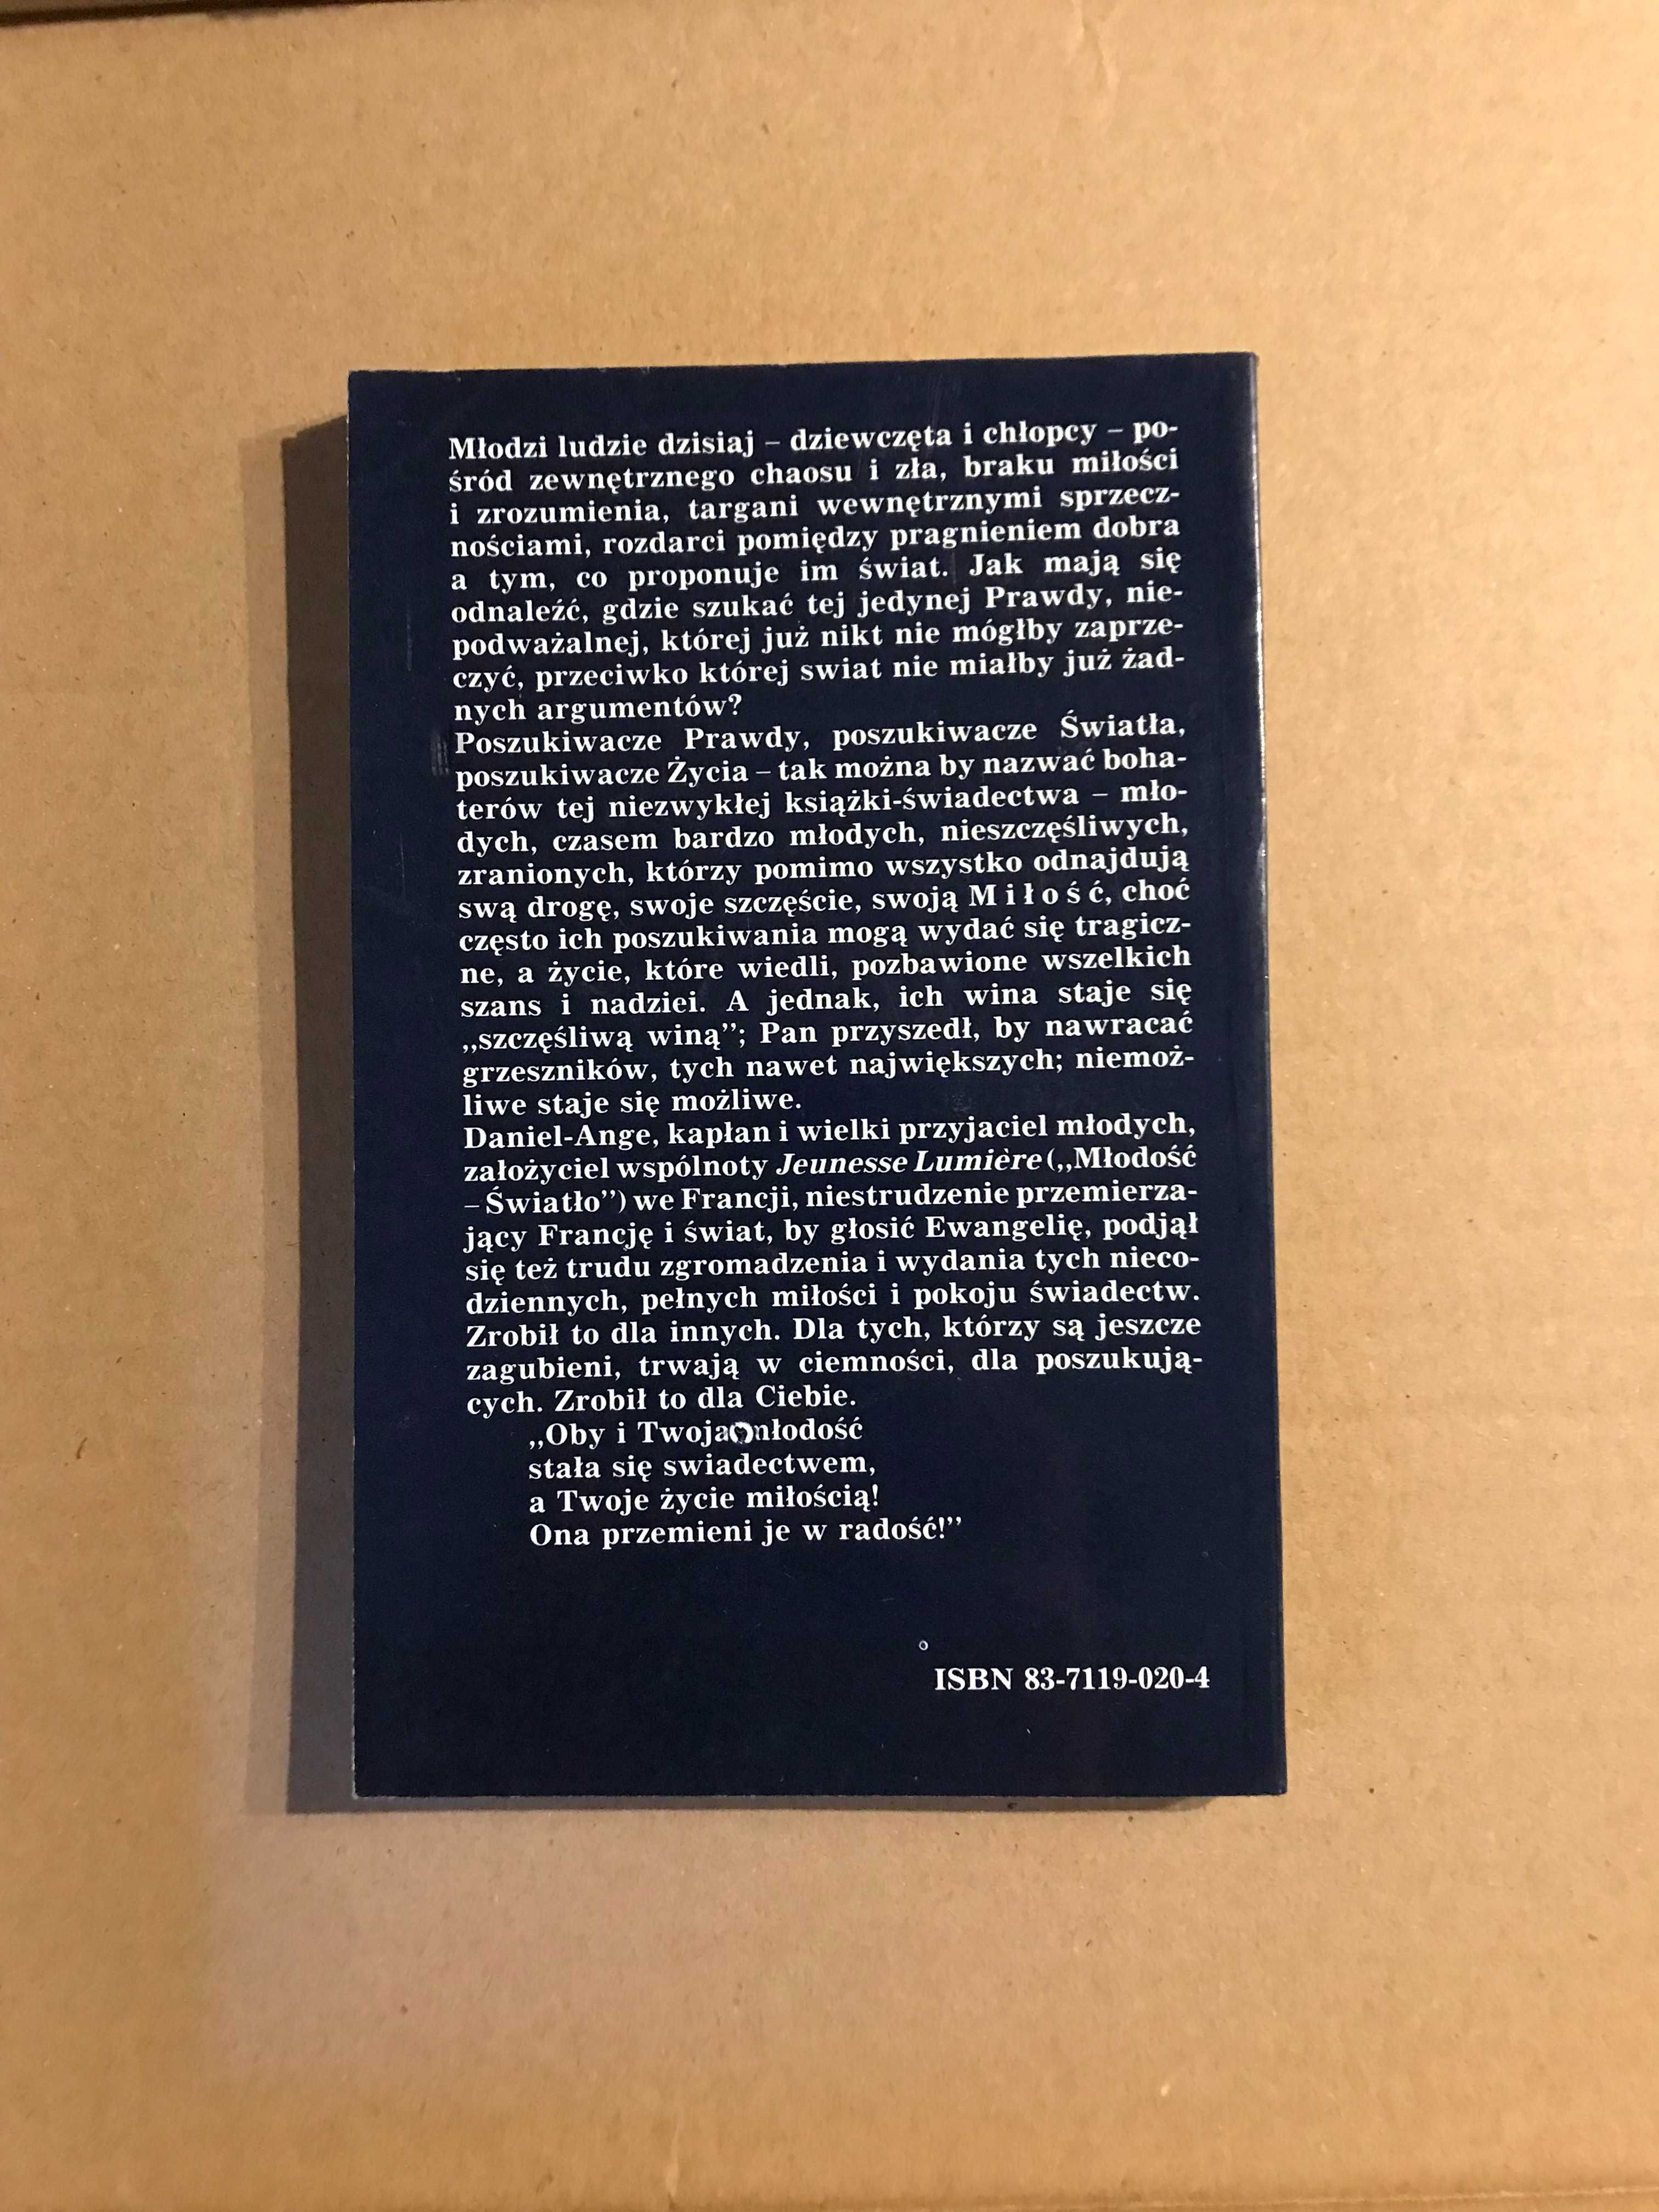 Młodzi ludzie dzisiaj – dziewczęta i chłopcy – po-
śród zewnętrznego chaosu i zła, braku miłości
i zrozumienia, targani wewnętrznymi sprzecz-
nościami, rozdarci pomiędzy pragnieniem dobra
a tym, co proponuje im świat. Jak mają się
odnaleźć, gdzie szukać tej jedynej Prawdy, nie-
podważalnej, której już nikt nie mógłby zaprze-
czyć, przeciwko której swiat nie miałby już żad-
nych argumentów?
Poszukiwacze Prawdy, poszukiwacze Światła,
poszukiwacze Życia – tak można by nazwać boha-
terów tej niezwykłej książki-świadectwa – mło-
dych, czasem bardzo młodych, nieszczęśliwych,
zranionych, którzy pomimo wszystko odnajdują
swą drogę, swoje szczęście, swoją M i ł o ś ć, choć
często ich poszukiwania mogą wydać się tragicz-
ne, a życie, które wiedli, pozbawione wszelkich
szans i nadziei. A jednak, ich wina staje się
„szczęśliwą winą”; Pan przyszedł, by nawracać
grzeszników, tych nawet największych; niemoż-
liwe staje się możliwe.
Daniel-Ange, kapłan i wielki przyjaciel młodych,
założyciel wspólnoty Jeunesse Lumière („Młodość
– Światło”) we Francji, niestrudzenie przemierza-
jący Francję i świat, by głosić Ewangelię, podjął
się też trudu zgromadzenia i wydania tych nieco-
dziennych, pełnych miłości i pokoju świadectw.
Zrobił to dla innych. Dla tych, którzy są jeszcze
zagubieni, trwają w ciemności, dla poszukują-
cych. Zrobił to dla Ciebie.
„Oby i Twoja młodość
stała się swiadectwem,
a Twoje życie miłością!
Ona przemieni je w radość!”
ISBN 83-7119-020-4